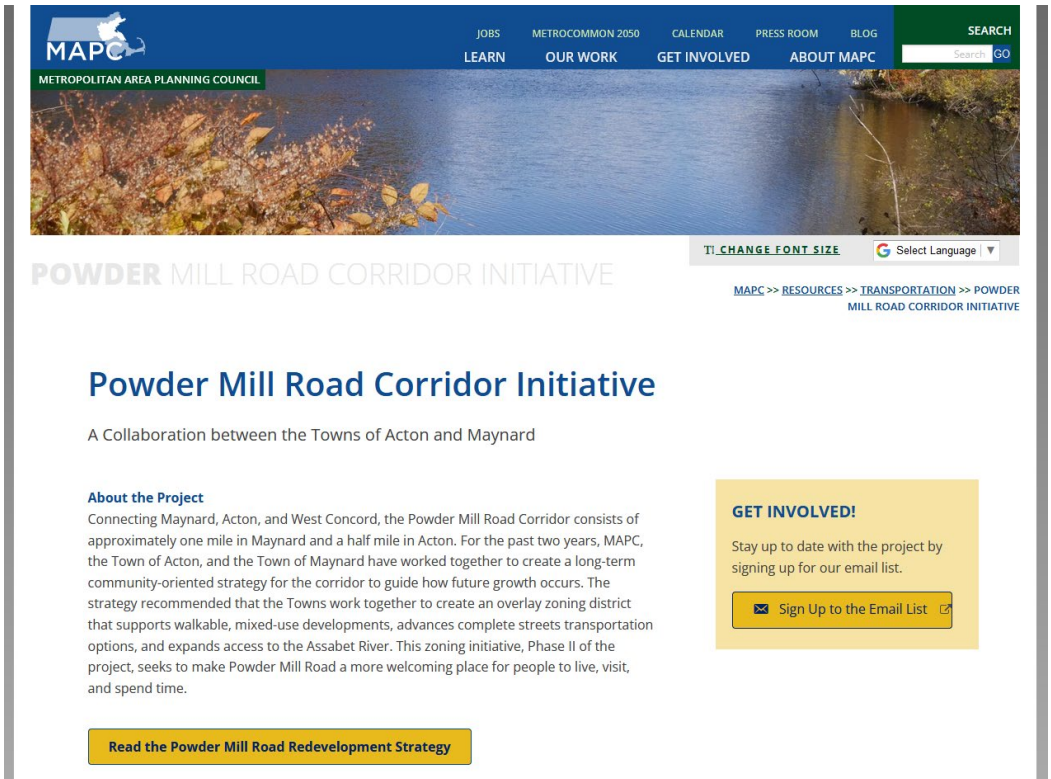 MAPC
METROPOLITAN AREA PLANNING COUNCIL
JOBS METROCOMMON 2050 CALENDAR PRESS ROOM BLOG
LEARN OUR WORK GET INVOLVED ABOUT MAPC
SEARCH
Search GO
TI CHANGE FONT SIZE
Select Language ▼
POWDER MILL ROAD CORRIDOR INITIATIVE
MAPC >> RESOURCES >> TRANSPORTATION >> POWDER
MILL ROAD CORRIDOR INITIATIVE
Powder Mill Road Corridor Initiative
A Collaboration between the Towns of Acton and Maynard
About the Project
Connecting Maynard, Acton, and West Concord, the Powder Mill Road Corridor consists of
approximately one mile in Maynard and a half mile in Acton. For the past two years, MAPC,
the Town of Acton, and the Town of Maynard have worked together to create a long-term
community-oriented strategy for the corridor to guide how future growth occurs. The
strategy recommended that the Towns work together to create an overlay zoning district
that supports walkable, mixed-use developments, advances complete streets transportation
options, and expands access to the Assabet River. This zoning initiative, Phase II of the
project, seeks to make Powder Mill Road a more welcoming place for people to live, visit,
and spend time.
Read the Powder Mill Road Redevelopment Strategy
GET INVOLVED!
Stay up to date with the project by
signing up for our email list.
Sign Up to the Email List